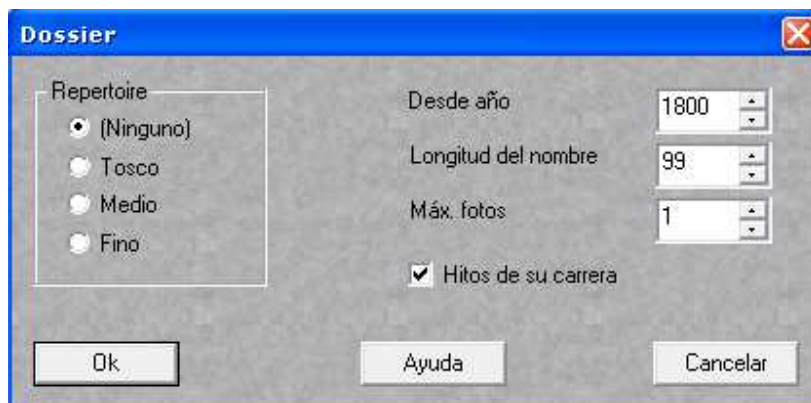 Dossier
Repertoire
(Ninguno)
Tosco
Medio
Fino
Desde año
1800
Longitud del nombre
99
Máx. fotos
1
Hitos de su carrera
Ok
Ayuda
Cancelar